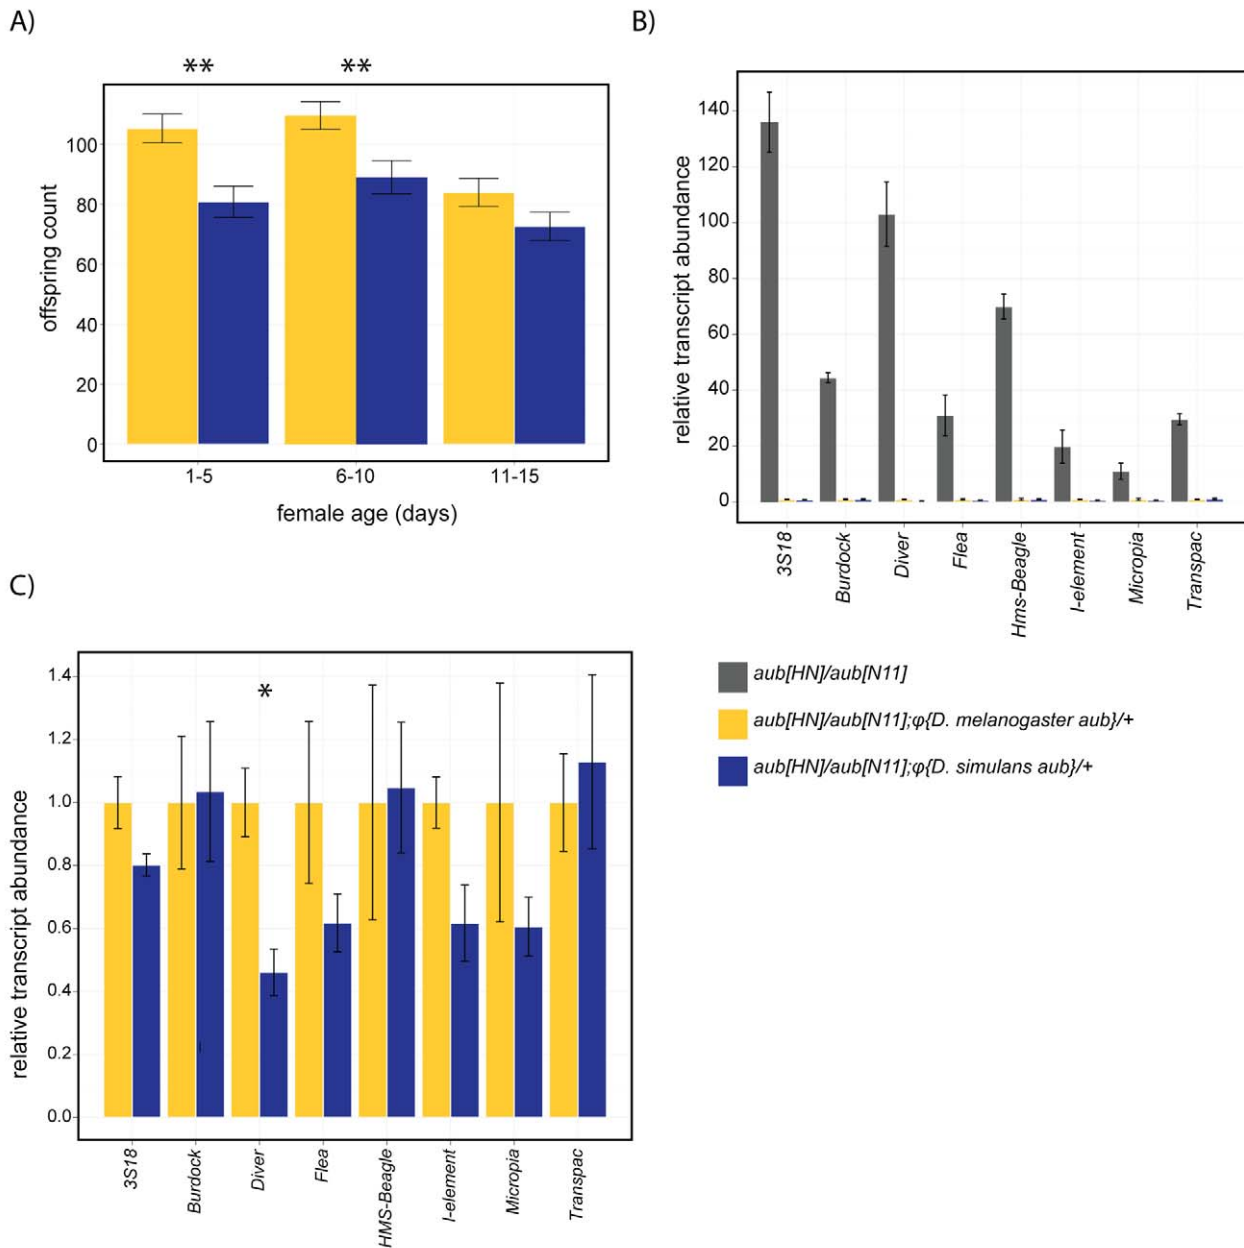 A)
** **
offspring count
100
80
60
40
20
0
1-5 6-10 11-15
female age (days)
B)
relative transcript abundance
140
120
100
80
60
40
20
0
3S18 Burdock Diver Flea Hms-Beagle I-element Micropia Transpac
aub[HN]/aub[N11]
aub[HN]/aub[N11];φ{D. melanogaster aub}/+
aub[HN]/aub[N11];φ{D. simulans aub}/+
C)
*
relative transcript abundance
1.4
1.2
1.0
0.8
0.6
0.4
0.2
0.0
3S18 Burdock Diver Flea HMS-Beagle I-element Micropia Transpac